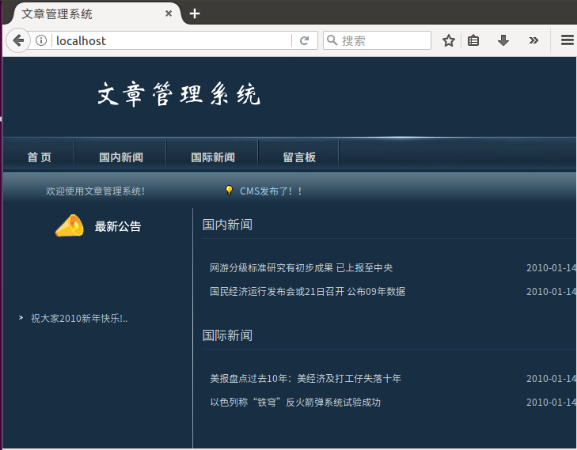 文章管理系统
localhost
搜索
文章管理系统
首 页 国内新闻 国际新闻 留言板
欢迎使用文章管理系统! CMS发布了！！
最新公告
祝大家2010新年快乐!..
国内新闻
网游分级标准研究有初步成果 已上报至中央 2010-01-14
国民经济运行发布会或21日召开 公布09年数据 2010-01-14
国际新闻
美报盘点过去10年：美经济及打工仔失落十年 2010-01-14
以色列称“铁穹”反火箭弹系统试验成功 2010-01-14